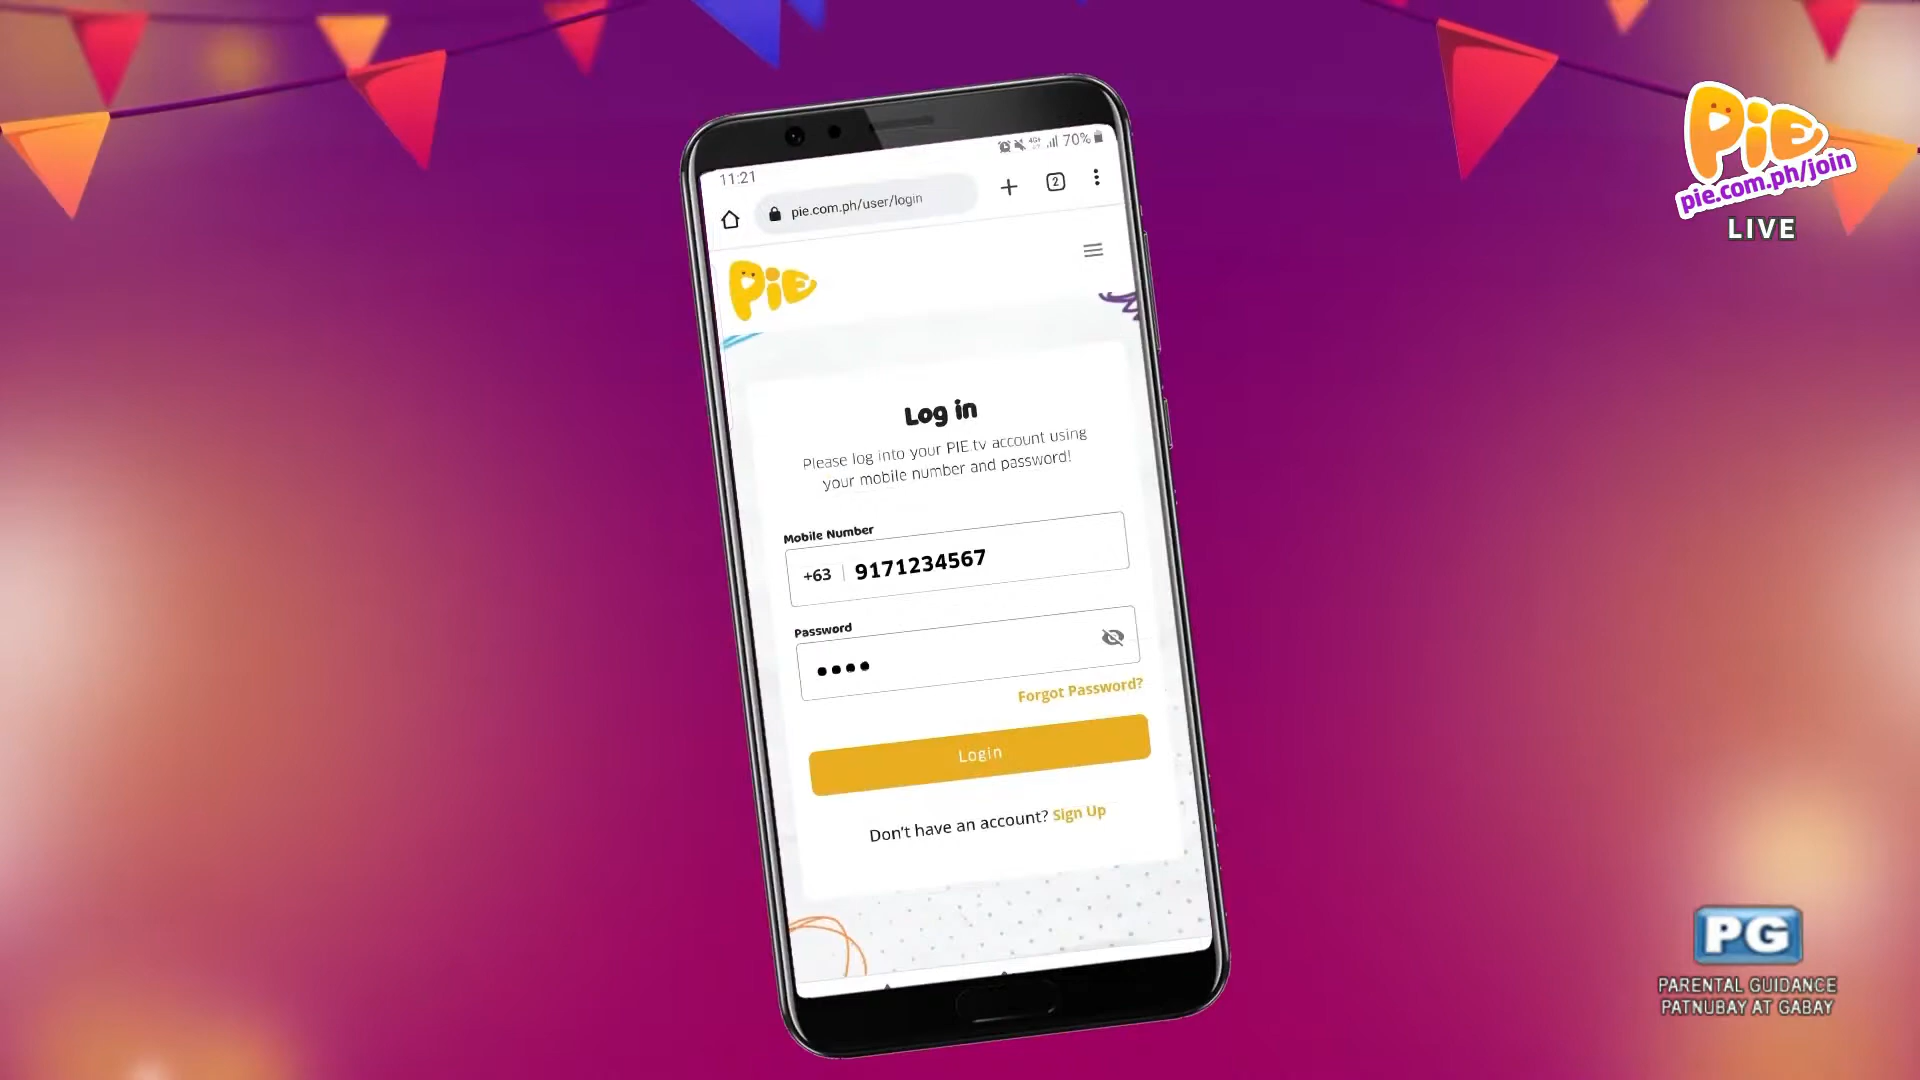 PiE
pie.com.ph/join
LIVE
11:21
4G+
70%
pie.com.ph/user/login
2
PiE
Log in
Please log into your PIE tv account using
your mobile number and password!
Mobile Number
+63 9171234567
Password
Forgot Password?
Login
Don't have an account? Sign Up
PG
PARENTAL GUIDANCE
PATNUBAY AT GABAY